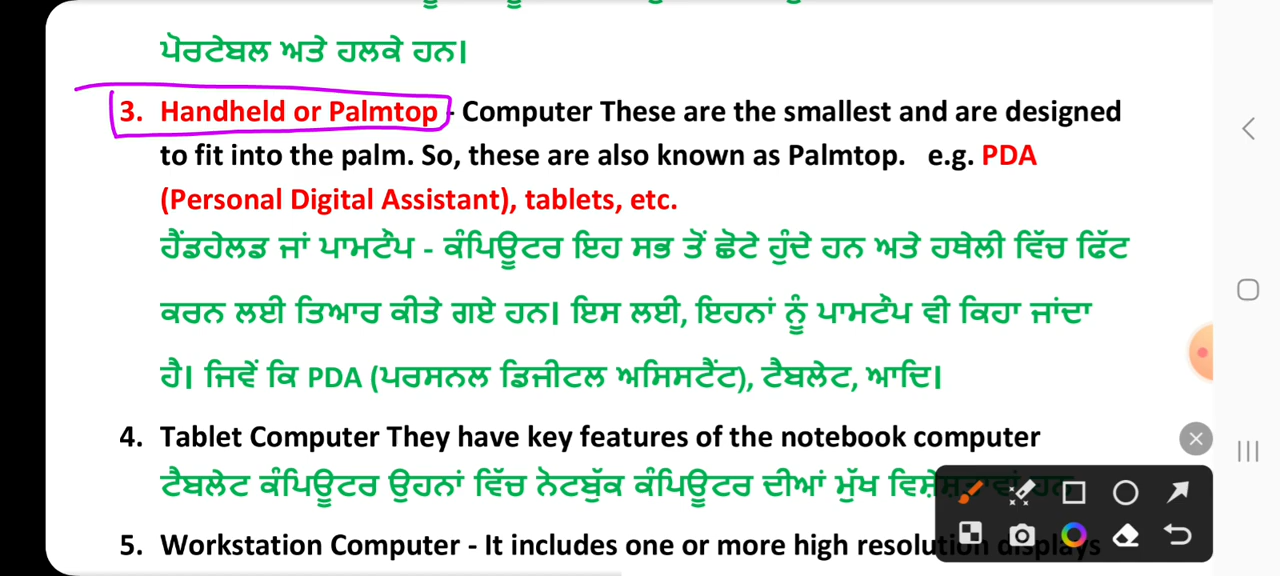 ਪੋਰਟੇਬਲ ਅਤੇ ਹਲਕੇ ਹਨ।
3. Handheld or Palmtop - Computer These are the smallest and are designed
to fit into the palm. So, these are also known as Palmtop. e.g. PDA
(Personal Digital Assistant), tablets, etc.
ਹੈਂਡਹੇਲਡ ਜਾਂ ਪਾਮਟੌਪ - ਕੰਪਿਊਟਰ ਇਹ ਸਭ ਤੋਂ ਛੋਟੇ ਹੁੰਦੇ ਹਨ ਅਤੇ ਹਥੇਲੀ ਵਿੱਚ ਫਿੱਟ
ਕਰਨ ਲਈ ਤਿਆਰ ਕੀਤੇ ਗਏ ਹਨ। ਇਸ ਲਈ, ਇਹਨਾਂ ਨੂੰ ਪਾਮਟੌਪ ਵੀ ਕਿਹਾ ਜਾਂਦਾ
ਹੈ। ਜਿਵੇਂ ਕਿ PDA (ਪਰਸਨਲ ਡਿਜੀਟਲ ਅਸਿਸਟੈਂਟ), ਟੈਬਲੇਟ, ਆਦਿ।
4. Tablet Computer They have key features of the notebook computer
ਟੈਬਲੇਟ ਕੰਪਿਊਟਰ ਉਹਨਾਂ ਵਿੱਚ ਨੋਟਬੁੱਕ ਕੰਪਿਊਟਰ ਦੀਆਂ ਮੁੱਖ ਵਿਸ਼ੇਸ਼ਤਾਵਾਂ ਹਨ
5. Workstation Computer - It includes one or more high resolution displays